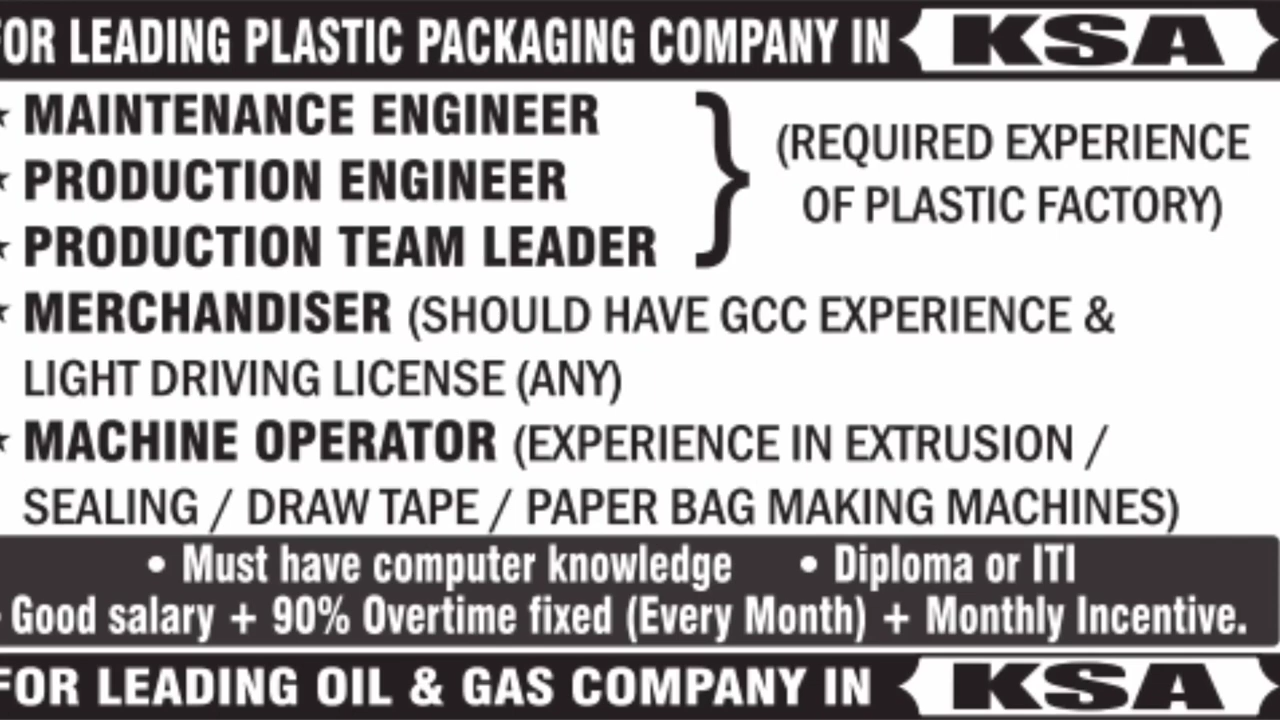 FOR LEADING PLASTIC PACKAGING COMPANY IN KSA
★ MAINTENANCE ENGINEER
★ PRODUCTION ENGINEER
★ PRODUCTION TEAM LEADER
} (REQUIRED EXPERIENCE
OF PLASTIC FACTORY)
★ MERCHANDISER (SHOULD HAVE GCC EXPERIENCE &
LIGHT DRIVING LICENSE (ANY)
★ MACHINE OPERATOR (EXPERIENCE IN EXTRUSION /
SEALING / DRAW TAPE / PAPER BAG MAKING MACHINES)
• Must have computer knowledge • Diploma or ITI
• Good salary + 90% Overtime fixed (Every Month) + Monthly Incentive.
FOR LEADING OIL & GAS COMPANY IN KSA